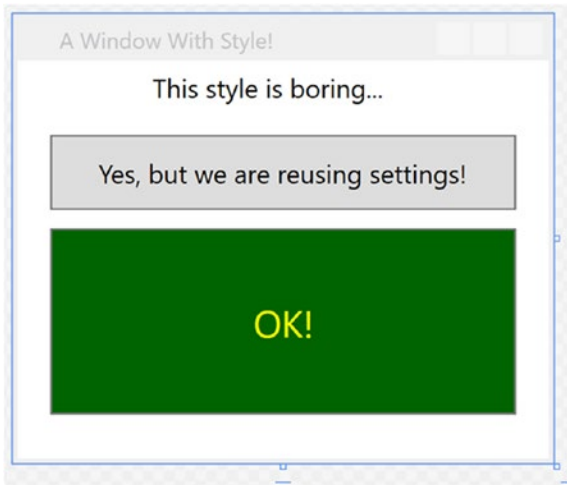 A Window With Style!
This style is boring...
Yes, but we are reusing settings!
OK!